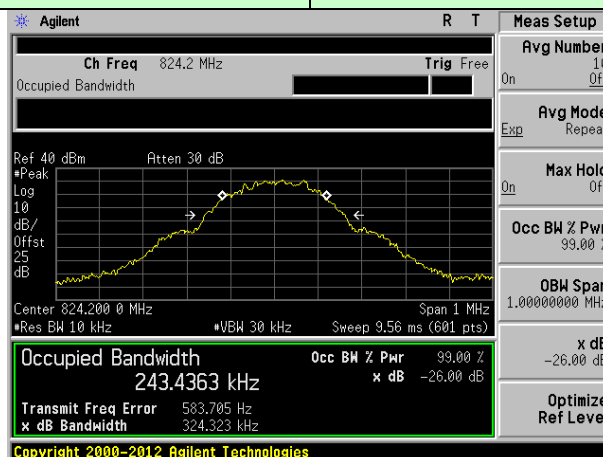 Agilent R T Meas Setup
Ch Freq 824.2 MHz Trig Free
Occupied Bandwidth
Avg Number
On
Avg Mode
Exp
Ref 40 dBm Atten 30 dB
#Peak
Log
10
dB/
Offst
25
dB
Max Hold
On
Occ BW % Pwr
99.00 %
Center 824.200 0 MHz Span 1 MHz
#Res BW 10 kHz #VBW 30 kHz Sweep 9.56 ms (601 pts)
OBW Span
1.00000000 MHz
Occupied Bandwidth Occ BW % Pwr 99.00 %
243.4363 kHz x dB -26.00 dB
Transmit Freq Error 583.705 Hz
x dB Bandwidth 324.323 kHz
x dB
-26.00 dB
Optimize
Ref Level
Copyright 2000-2012 Agilent Technologies